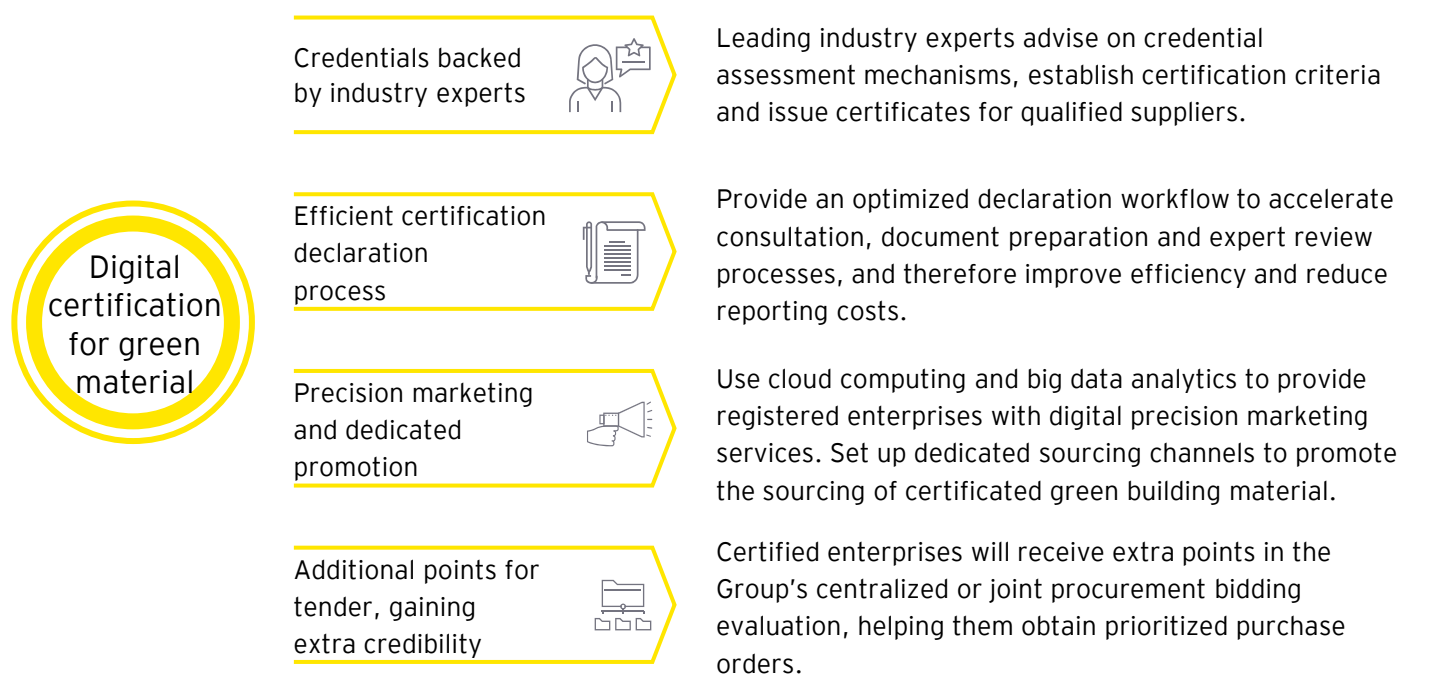 Digital
certification
for green
material
Credentials backed
by industry experts
Leading industry experts advise on credential
assessment mechanisms, establish certification criteria
and issue certificates for qualified suppliers.
Efficient certification
declaration
process
Provide an optimized declaration workflow to accelerate
consultation, document preparation and expert review
processes, and therefore improve efficiency and reduce
reporting costs.
Precision marketing
and dedicated
promotion
Use cloud computing and big data analytics to provide
registered enterprises with digital precision marketing
services. Set up dedicated sourcing channels to promote
the sourcing of certificated green building material.
Additional points for
tender, gaining
extra credibility
Certified enterprises will receive extra points in the
Group's centralized or joint procurement bidding
evaluation, helping them obtain prioritized purchase
orders.